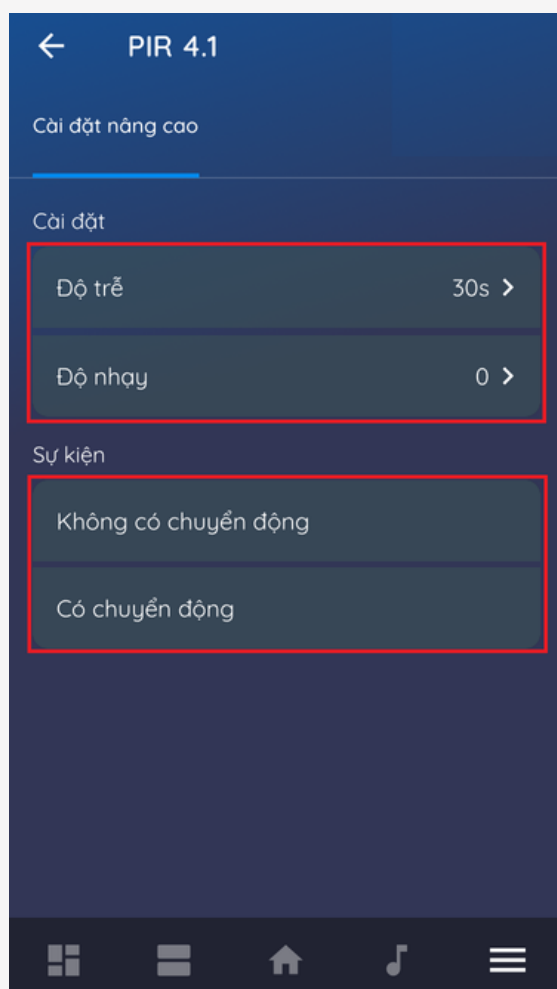 PIR 4.1
Cài đặt nâng cao
Cài đặt
Độ trễ 30s
Độ nhạy 0
Sự kiện
Không có chuyển động
Có chuyển động